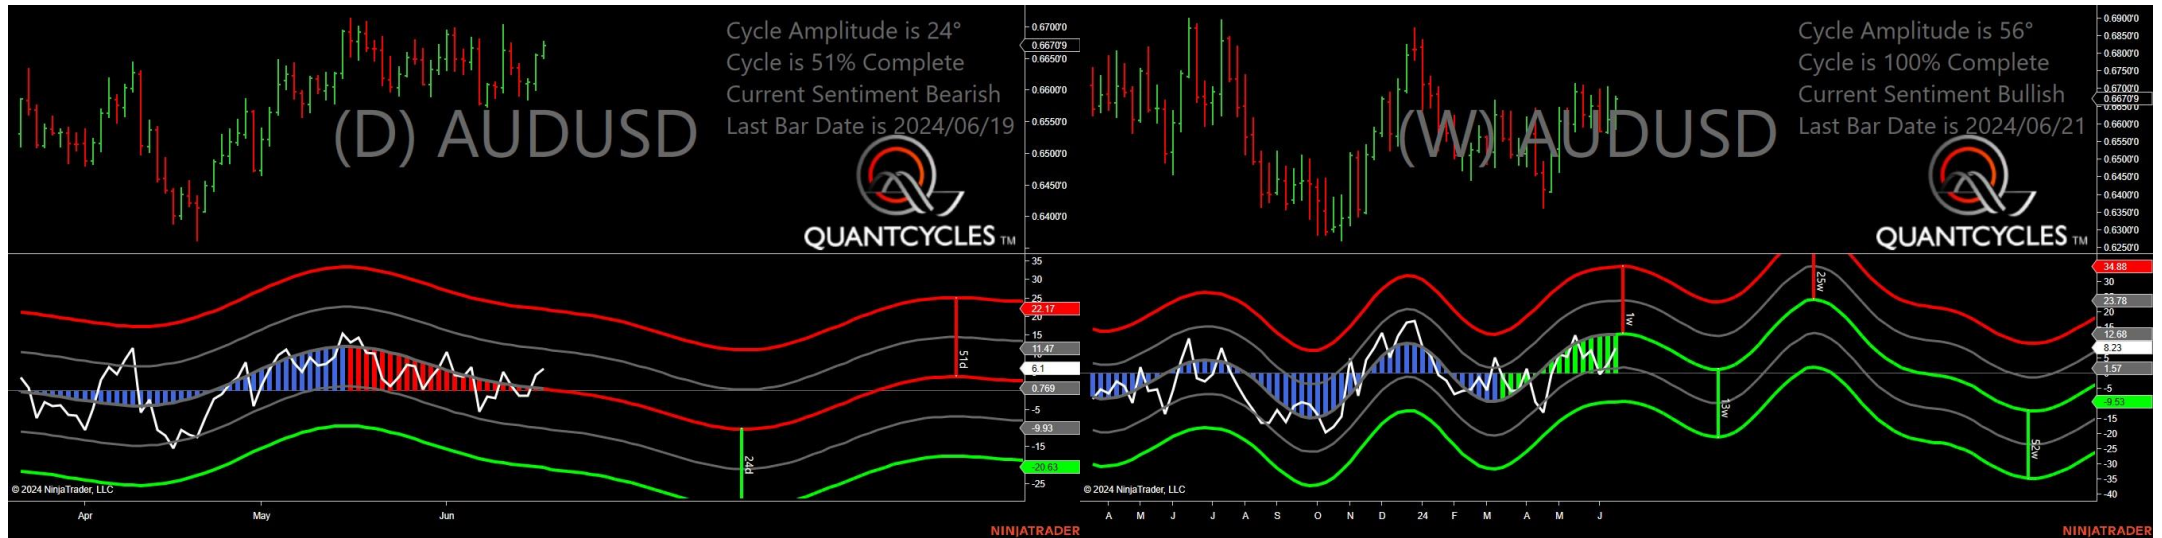 Cycle Amplitude is 24°
Cycle is 51% Complete
Current Sentiment Bearish
Last Bar Date is 2024/06/19
(D) AUDUSD
QUANTCYCLES TM
0.6700'0
0.6670'9
0.6650'0
0.6600'0
0.6550'0
0.6500'0
0.6450'0
0.6400'0
35
30
25
22.17
20
15
11.47
6.1
0.769
-5
-9.93
-15
-20.63
-25
51d
24d
© 2024 NinjaTrader, LLC
Apr
May
Jun
NINJATRADER
Cycle Amplitude is 56°
Cycle is 100% Complete
Current Sentiment Bullish
Last Bar Date is 2024/06/21
(W) AUDUSD
QUANTCYCLES TM
0.6900'0
0.6850'0
0.6800'0
0.6750'0
0.6700'0
0.6670'9
0.6650'0
0.6600'0
0.6550'0
0.6500'0
0.6450'0
0.6400'0
0.6350'0
0.6300'0
0.6250'0
34.88
30
23.78
20
15
12.68
8.23
5
1.57
-5
-9.53
-15
-20
-25
-30
-35
-40
1w
25w
13w
52w
© 2024 NinjaTrader, LLC
A
M
J
J
A
S
O
N
D
24
F
M
A
M
J
NINJATRADER